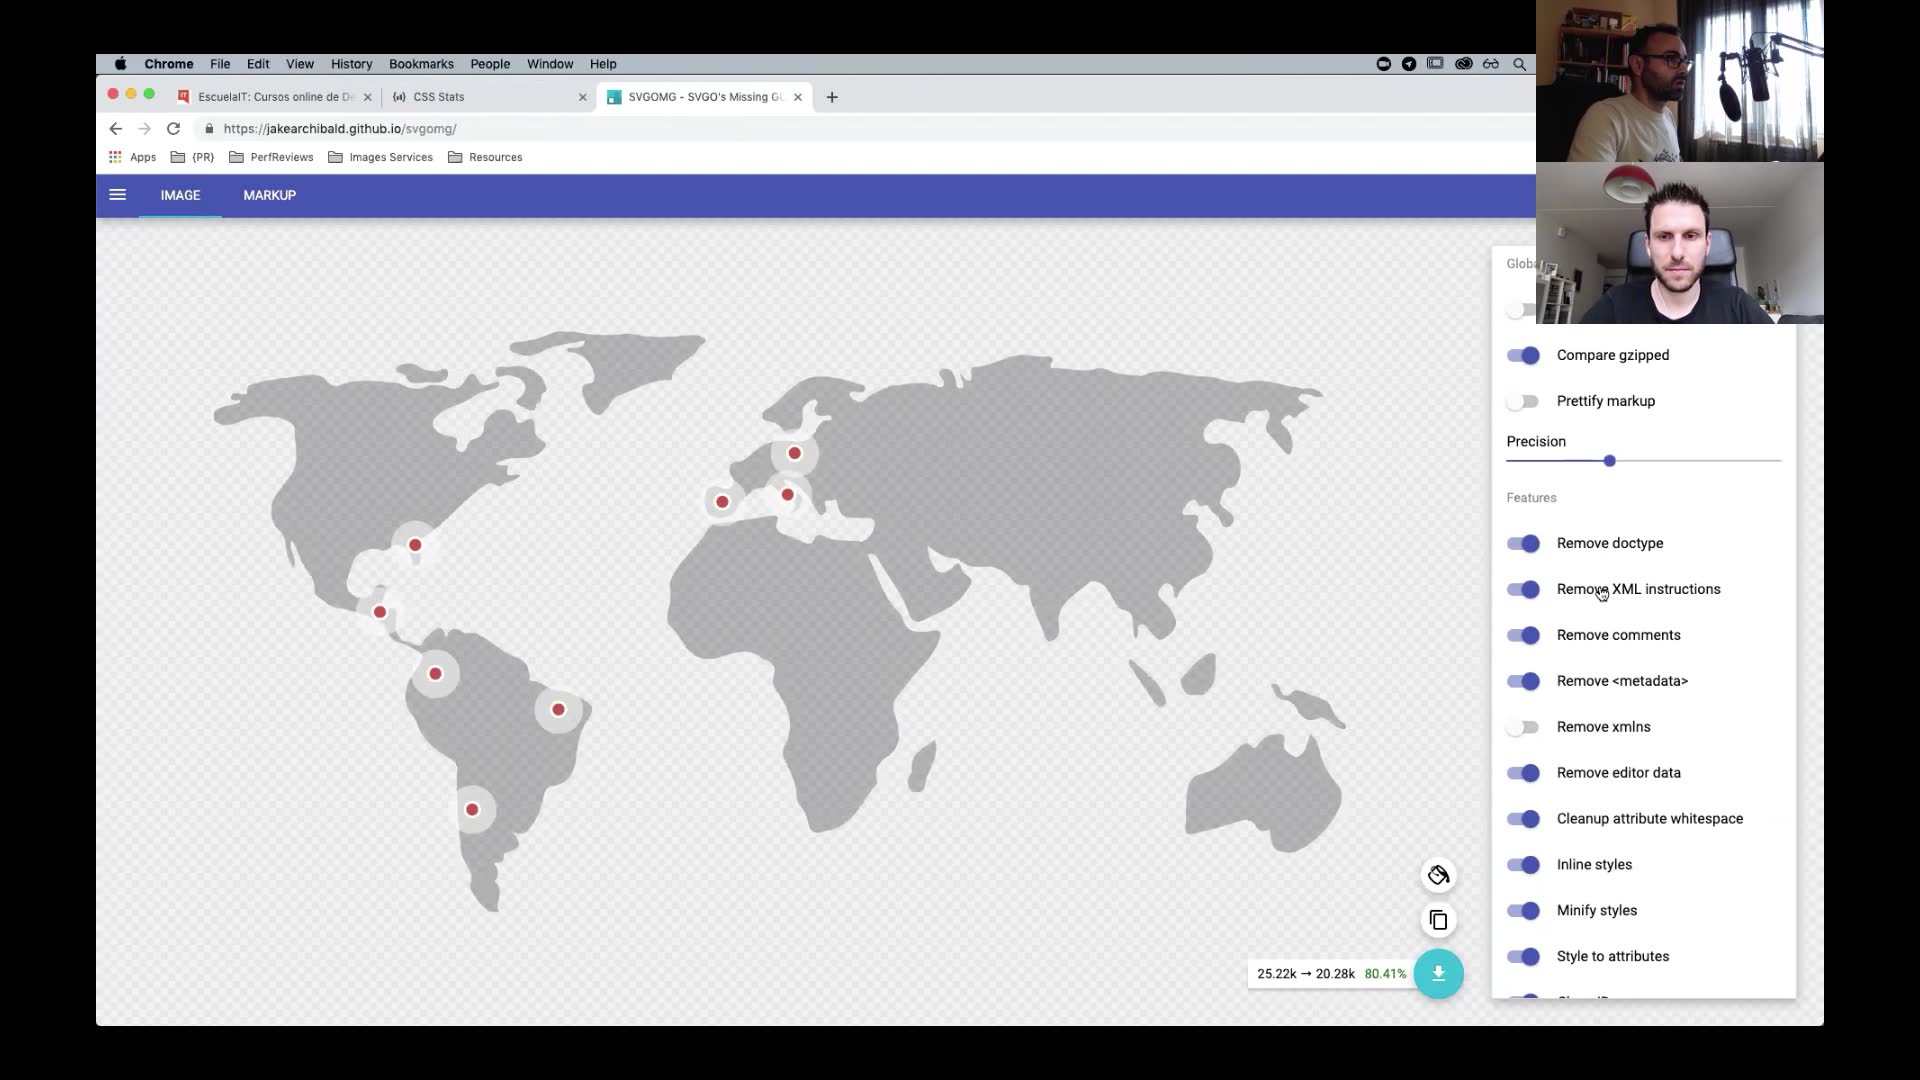 Chrome File Edit View History Bookmarks People Window Help
EscuelaIT: Cursos online de De
CSS Stats
SVGOMG - SVGO's Missing GU
https://jakearchibald.github.io/svgomg/
Apps {PR} PerfReviews Images Services Resources
IMAGE MARKUP
Globa
Compare gzipped
Prettify markup
Precision
Features
Remove doctype
Remove XML instructions
Remove comments
Remove <metadata>
Remove xmlns
Remove editor data
Cleanup attribute whitespace
Inline styles
Minify styles
Style to attributes
25.22k → 20.28k 80.41%